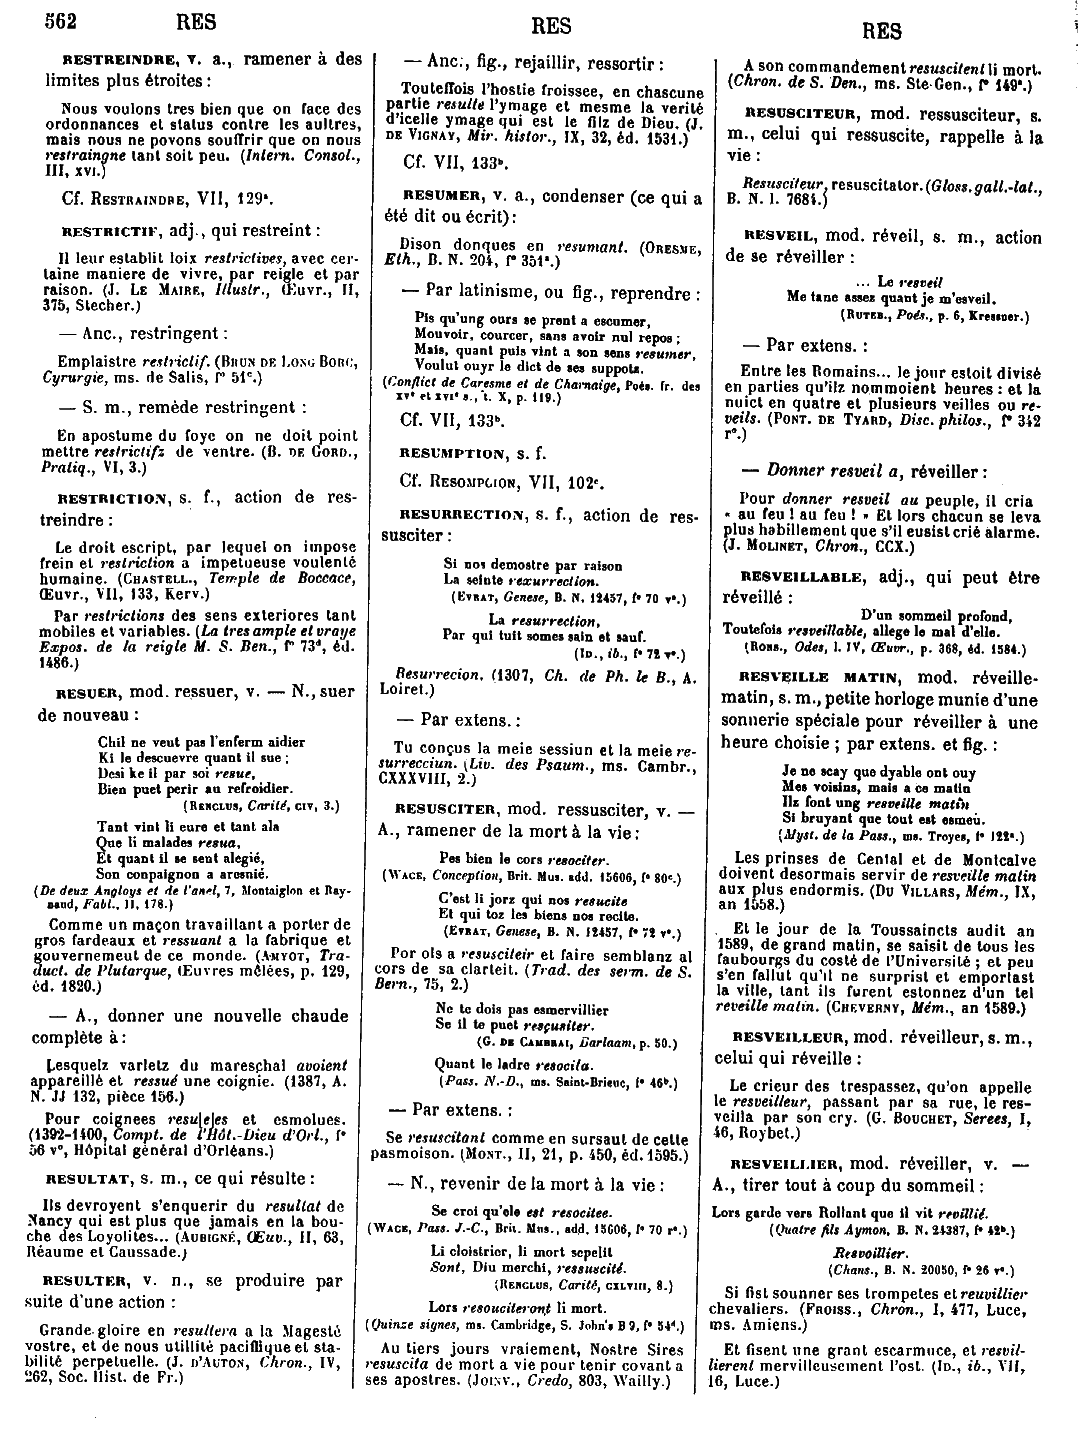 562 RES RES RES
RESTREINDRE, v. a., ramener à des
limites plus étroites :
Nous voulons tres bien que on face des
ordonnances et status contre les aultres,
mais nous ne povons souffrir que on nous
restraingne tant soit peu. (Intern. Consol.,
III, XVI.)
Cf. RESTRAINDRE, VII, 129ᵃ.
RESTRICTIF, adj., qui restreint :
Il leur establit loix restrictives, avec cer-
taine maniere de vivre, par reigle et par
raison. (J. LE MAIRE, Illustr., Œuvr., II,
375, Stecher.)
— Anc., restringent :
Emplaistre restrictif. (BRUN DE LONG BORC,
Cyrurgie, ms. de Salis, fᵒ 51ᶜ.)
— S. m., remède restringent :
En apostume du foye on ne doit point
mettre restrictifz de ventre. (B. DE GORD.,
Pratiq., VI, 3.)
RESTRICTION, s. f., action de res-
treindre :
Le droit escript, par lequel on impose
frein et restriction a impetueuse voulenté
humaine. (CHASTELL., Temple de Boccace,
Œuvr., VII, 133, Kerv.)
Par restrictions des sens exteriores tant
mobiles et variables. (La tres ample et vraye
Expos. de la reigle M. S. Ben., fᵒ 73ᵈ, éd.
1486.)
RESUER, mod. ressuer, v. — N., suer
de nouveau :
Chil ne veut pas l'enferm aidier
Ki le descuevre quant il sue ;
Desi ke il par soi resue,
Bien puet perir au refroidier.
(RENCLUS, Carité, CIV, 3.)
Tant vint li eure et tant ala
Que li malades resua,
Et quant il se sent alegié,
Son conpaignon a aresnié.
(De deux Angloys et de l'anel, 7, Montaiglon et Ray-
naud, Fabl., II, 178.)
Comme un maçon travaillant a porter de
gros fardeaux et ressuant a la fabrique et
gouvernement de ce monde. (AMYOT, Tra-
duct. de Plutarque, Œuvres mêlées, p. 129,
éd. 1820.)
— A., donner une nouvelle chaude
complète à :
Lesquelz varletz du mareschal avoient
appareillé et ressué une coignie. (1387, A.
N. JJ 132, pièce 156.)
Pour coignees resuees et esmolues.
(1392-1400, Compt. de l'Hôt.-Dieu d'Orl., fᵒ
56 vᵒ, Hôpital général d'Orléans.)
RESULTAT, s. m., ce qui résulte :
Ils devroyent s'enquerir du resultat de
Nancy qui est plus que jamais en la bou-
che des Loyolites... (AUBIGNÉ, Œuv., II, 63,
Réaume et Caussade.)
RESULTER, v. n., se produire par
suite d'une action :
Grande gloire en resultera a la Magesté
vostre, et de nous utillité paciffique et sta-
bilité perpetuelle. (J. D'AUTON, Chron., IV,
262, Soc. Hist. de Fr.)
— Anc., fig., rejaillir, ressortir :
Touteffois l'hostie froissee, en chascune
partie resulte l'ymage et mesme la verité
d'icelle ymage qui est le filz de Dieu. (J.
DE VIGNAY, Mir. histor., IX, 32, éd. 1531.)
Cf. VII, 133ᵇ.
RESUMER, v. a., condenser (ce qui a
été dit ou écrit) :
Dison donques en resumant. (ORESME,
Eth., B. N. 204, fᵒ 351ᵃ.)
— Par latinisme, ou fig., reprendre :
Pis qu'ung ours se prent a escumer,
Mouvoir, courcer, sans avoir nul repos ;
Mais, quant puis vint a son sens resumer,
Voulut ouyr le dict de ses suppots.
(Conflict de Caresme et de Charnaige, Poés. fr. des
XVᵉ et XVIᵉ s., t. X, p. 119.)
Cf. VII, 133ᵇ.
RESUMPTION, s. f.
Cf. RESOMPCION, VII, 102ᶜ.
RESURRECTION, s. f., action de res-
susciter :
Si nos demostre par raison
La seinte rexurrection.
(EVRAT, Genese, B. N. 12457, fᵒ 70 vᵒ.)
La resurrection,
Par qui tuit somes sain et sauf.
(ID., ib., fᵒ 72 vᵒ.)
Resurrecion. (1307, Ch. de Ph. le B., A.
Loiret.)
— Par extens. :
Tu conçus la meie sessiun et la meie re-
surrecciun. (Liv. des Psaum., ms. Cambr.,
CXXXVIII, 2.)
RESUSCITER, mod. ressusciter, v. —
A., ramener de la mort à la vie :
Pes bien le cors resociter.
(WACE, Conception, Brit. Mus. add. 15606, fᵒ 80ᶜ.)
C'est li jorz qui nos resucite
Et qui toz les biens nos recite.
(EVRAT, Genese, B. N. 12457, fᵒ 72 vᵒ.)
Por ols a resusciteir et faire semblanz al
cors de sa clarteit. (Trad. des serm. de S.
Bern., 75, 2.)
Ne te dois pas esmervillier
Se il te puet resçusiter.
(G. DE CAMBRAI, Barlaam, p. 50.)
Quant le ladre resocita.
(Pass. N.-D., ms. Saint-Brieuc, fᵒ 46ᵇ.)
— Par extens. :
Se resuscitant comme en sursaut de cette
pasmoison. (MONT., II, 21, p. 450, éd. 1595.)
— N., revenir de la mort à la vie :
Se croi qu'ele est resocitee.
(WACE, Pass. J.-C., Brit. Mus., add. 15606, fᵒ 70 rᵒ.)
Li cloistrier, li mort sepelit
Sont, Diu merchi, ressuscité.
(RENCLUS, Carité, CXLVIII, 8.)
Lors resouciteront li mort.
(Quinze signes, ms. Cambridge, S. John's B 9, fᵒ 54ᵈ.)
Au tiers jours vraiement, Nostre Sires
resuscita de mort a vie pour tenir covant a
ses apostres. (JOINV., Credo, 803, Wailly.)
A son commandement resuscitent li mort.
(Chron. de S. Den., ms. Ste-Gen., fᵒ 149ᵃ.)
RESUSCITEUR, mod. ressusciteur, s.
m., celui qui ressuscite, rappelle à la
vie :
Resusciteur, resuscitator. (Gloss. gall.-lat.,
B. N. l. 7684.)
RESVEIL, mod. réveil, s. m., action
de se réveiller :
... Le resveil
Me tanc assez quant je m'esveil.
(RUTEB., Poés., p. 6, Kressner.)
— Par extens. :
Entre les Romains... le jour estoit divisé
en parties qu'ilz nommoient heures : et la
nuict en quatre et plusieurs veilles ou re-
veils. (PONT. DE TYARD, Disc. philos., fᵒ 342
rᵒ.)
— Donner resveil a, réveiller :
Pour donner resveil au peuple, il cria
« au feu ! au feu ! » Et lors chacun se leva
plus habillement que s'il eusist crié alarme.
(J. MOLINET, Chron., CCX.)
RESVEILLABLE, adj., qui peut être
réveillé :
D'un sommeil profond,
Toutefois resveillable, allege le mal d'elle.
(RONS., Odes, l. IV, Œuvr., p. 368, éd. 1584.)
RESVEILLE MATIN, mod. réveille-
matin, s. m., petite horloge munie d'une
sonnerie spéciale pour réveiller à une
heure choisie ; par extens. et fig. :
Je ne scay que dyable ont ouy
Mes voisins, mais a ce matin
Ilz font ung resveille matin
Si bruyant que tout est esmeu.
(Myst. de la Pass., ms. Troyes, fᵒ 122ᵃ.)
Les prinses de Cental et de Montcalve
doivent desormais servir de resveille matin
aux plus endormis. (DU VILLARS, Mém., IX,
an 1558.)
Et le jour de la Toussaincts audit an
1589, de grand matin, se saisit de tous les
faubourgs du costé de l'Université ; et peu
s'en fallut qu'il ne surprist et emportast
la ville, tant ils furent estonnez d'un tel
reveille matin. (CHEVERNY, Mém., an 1589.)
RESVEILLEUR, mod. réveilleur, s. m.,
celui qui réveille :
Le crieur des trespassez, qu'on appelle
le resveilleur, passant par sa rue, le res-
veilla par son cry. (G. BOUCHET, Serees, I,
46, Roybet.)
RESVEILLIER, mod. réveiller, v. —
A., tirer tout à coup du sommeil :
Lors garde vers Rollant que il vit revillié.
(Quatre fils Aymon, B. N. 24387, fᵒ 42ᵇ.)
Resvoillier.
(Chans., B. N. 20050, fᵒ 26 vᵒ.)
Si fist sounner ses trompetes et reuvillier
chevaliers. (FROISS., Chron., I, 477, Luce,
ms. Amiens.)
Et fisent une grant escarmuce, et resvil-
lierent mervilleusement l'ost. (ID., ib., VII,
16, Luce.)